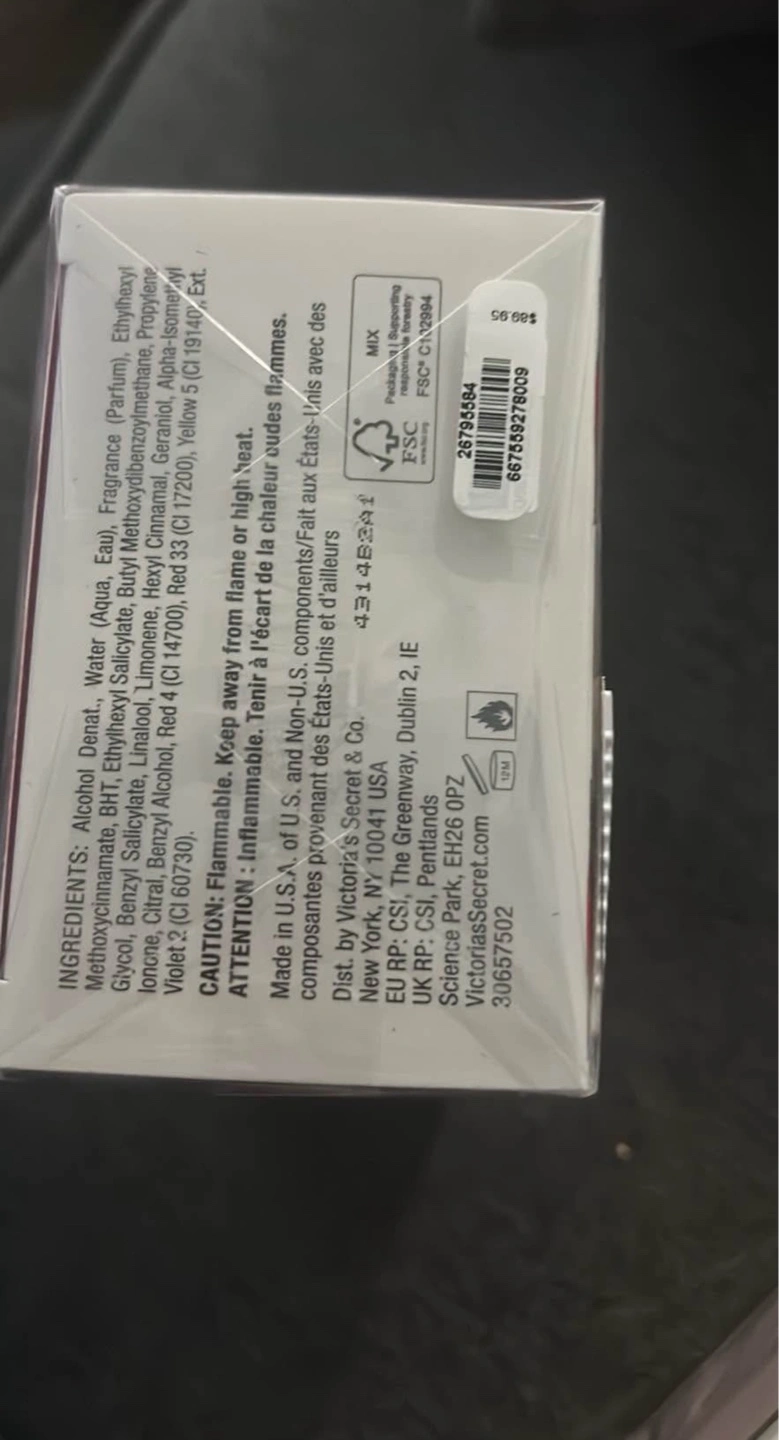 INGREDIENTS: Alcohol Denat., Water (Aqua, Eau), Fragrance (Parfum), Ethylhexyl
Methoxycinnamate, BHT, Ethylhexyl Salicylate, Butyl Methoxydibenzoylmethane, Propylene
Glycol, Benzyl Salicylate, Linalool, Limonene, Hexyl Cinnamal, Geraniol, Alpha-Isomethyl
Ionone, Citral, Benzyl Alcohol, Red 4 (CI 14700), Red 33 (CI 17200), Yellow 5 (CI 19140), Ext.
Violet 2 (CI 60730).
CAUTION: Flammable. Keep away from flame or high heat.
ATTENTION : Inflammable. Tenir à l'écart de la chaleur oudes flammes.
Made in U.S.A. of U.S. and Non-U.S. components/Fait aux États-Unis avec des
composantes provenant des États-Unis et d'ailleurs
Dist. by Victoria's Secret & Co.
New York, NY 10041 USA
EU RP: CSI, The Greenway, Dublin 2, IE
UK RP: CSI, Pentlands
Science Park, EH26 0PZ
VictoriasSecret.com
30657502
12M
4314B2A1
FSC
www.fsc.org
MIX
Packaging | Supporting
responsible forestry
FSC® C132994
26795584
667559278009